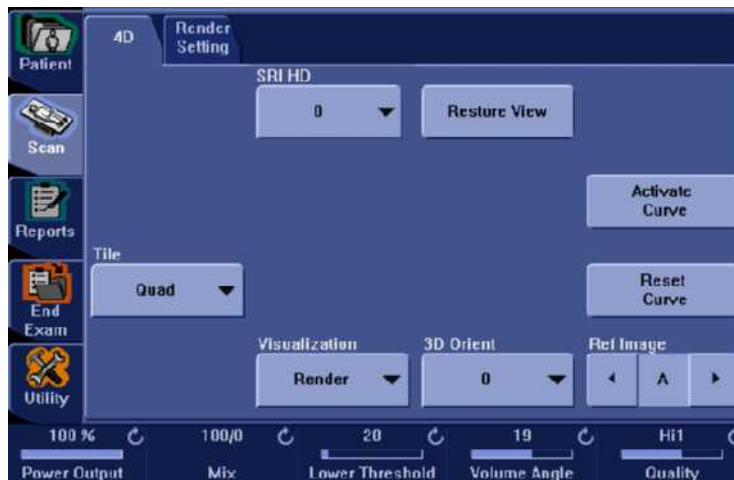 Patient
Scan
Reports
End
Exam
Utility
4D
Render
Setting
SRI HD
0
Restore View
Activate
Curve
Tile
Quad
Reset
Curve
Visualization
Render
3D Orient
0
Ref Image
A
100 %
100/0
20
19
Hi1
Power Output
Mix
Lower Threshold
Volume Angle
Quality